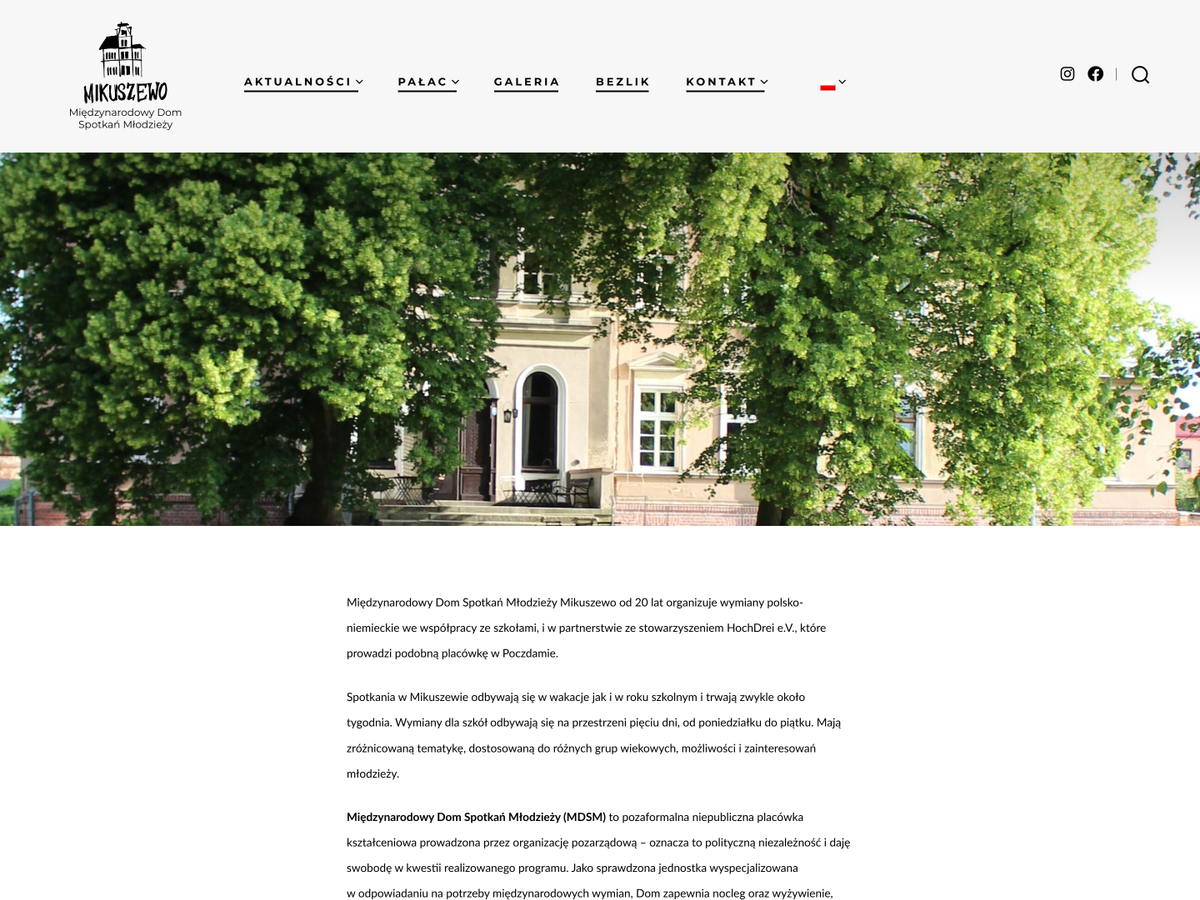 MIKUSZEWO
Międzynarodowy Dom
Spotkań Młodzieży
AKTUALNOŚCI
PAŁAC
GALERIA
BEZLIK
KONTAKT
Międzynarodowy Dom Spotkań Młodzieży Mikuszewo od 20 lat organizuje wymiany polsko-
niemieckie we współpracy ze szkołami, i w partnerstwie ze stowarzyszeniem HochDrei e.V., które
prowadzi podobną placówkę w Poczdamie.
Spotkania w Mikuszewie odbywają się w wakacje jak i w roku szkolnym i trwają zwykle około
tygodnia. Wymiany dla szkół odbywają się na przestrzeni pięciu dni, od poniedziałku do piątku. Mają
zróżnicowaną tematykę, dostosowaną do różnych grup wiekowych, możliwości i zainteresowań
młodzieży.
Międzynarodowy Dom Spotkań Młodzieży (MDSM) to pozaformalna niepubliczna placówka
kształceniowa prowadzona przez organizację pozarządową – oznacza to polityczną niezależność i daję
swobodę w kwestii realizowanego programu. Jako sprawdzona jednostka wyspecjalizowana
w odpowiadaniu na potrzeby międzynarodowych wymian, Dom zapewnia nocleg oraz wyżywienie,